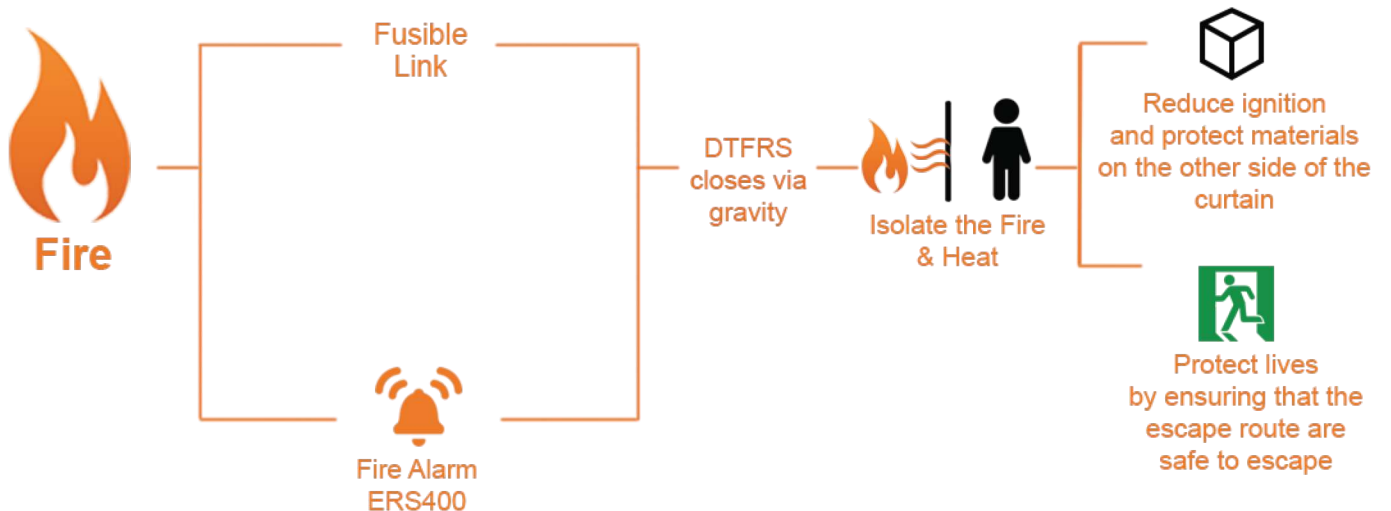 Fire
Fusible
Link
Fire Alarm
ERS400
DTFRS
closes via
gravity
Isolate the Fire
& Heat
Reduce ignition
and protect materials
on the other side of the
curtain
Protect lives
by ensuring that the
escape route are
safe to escape